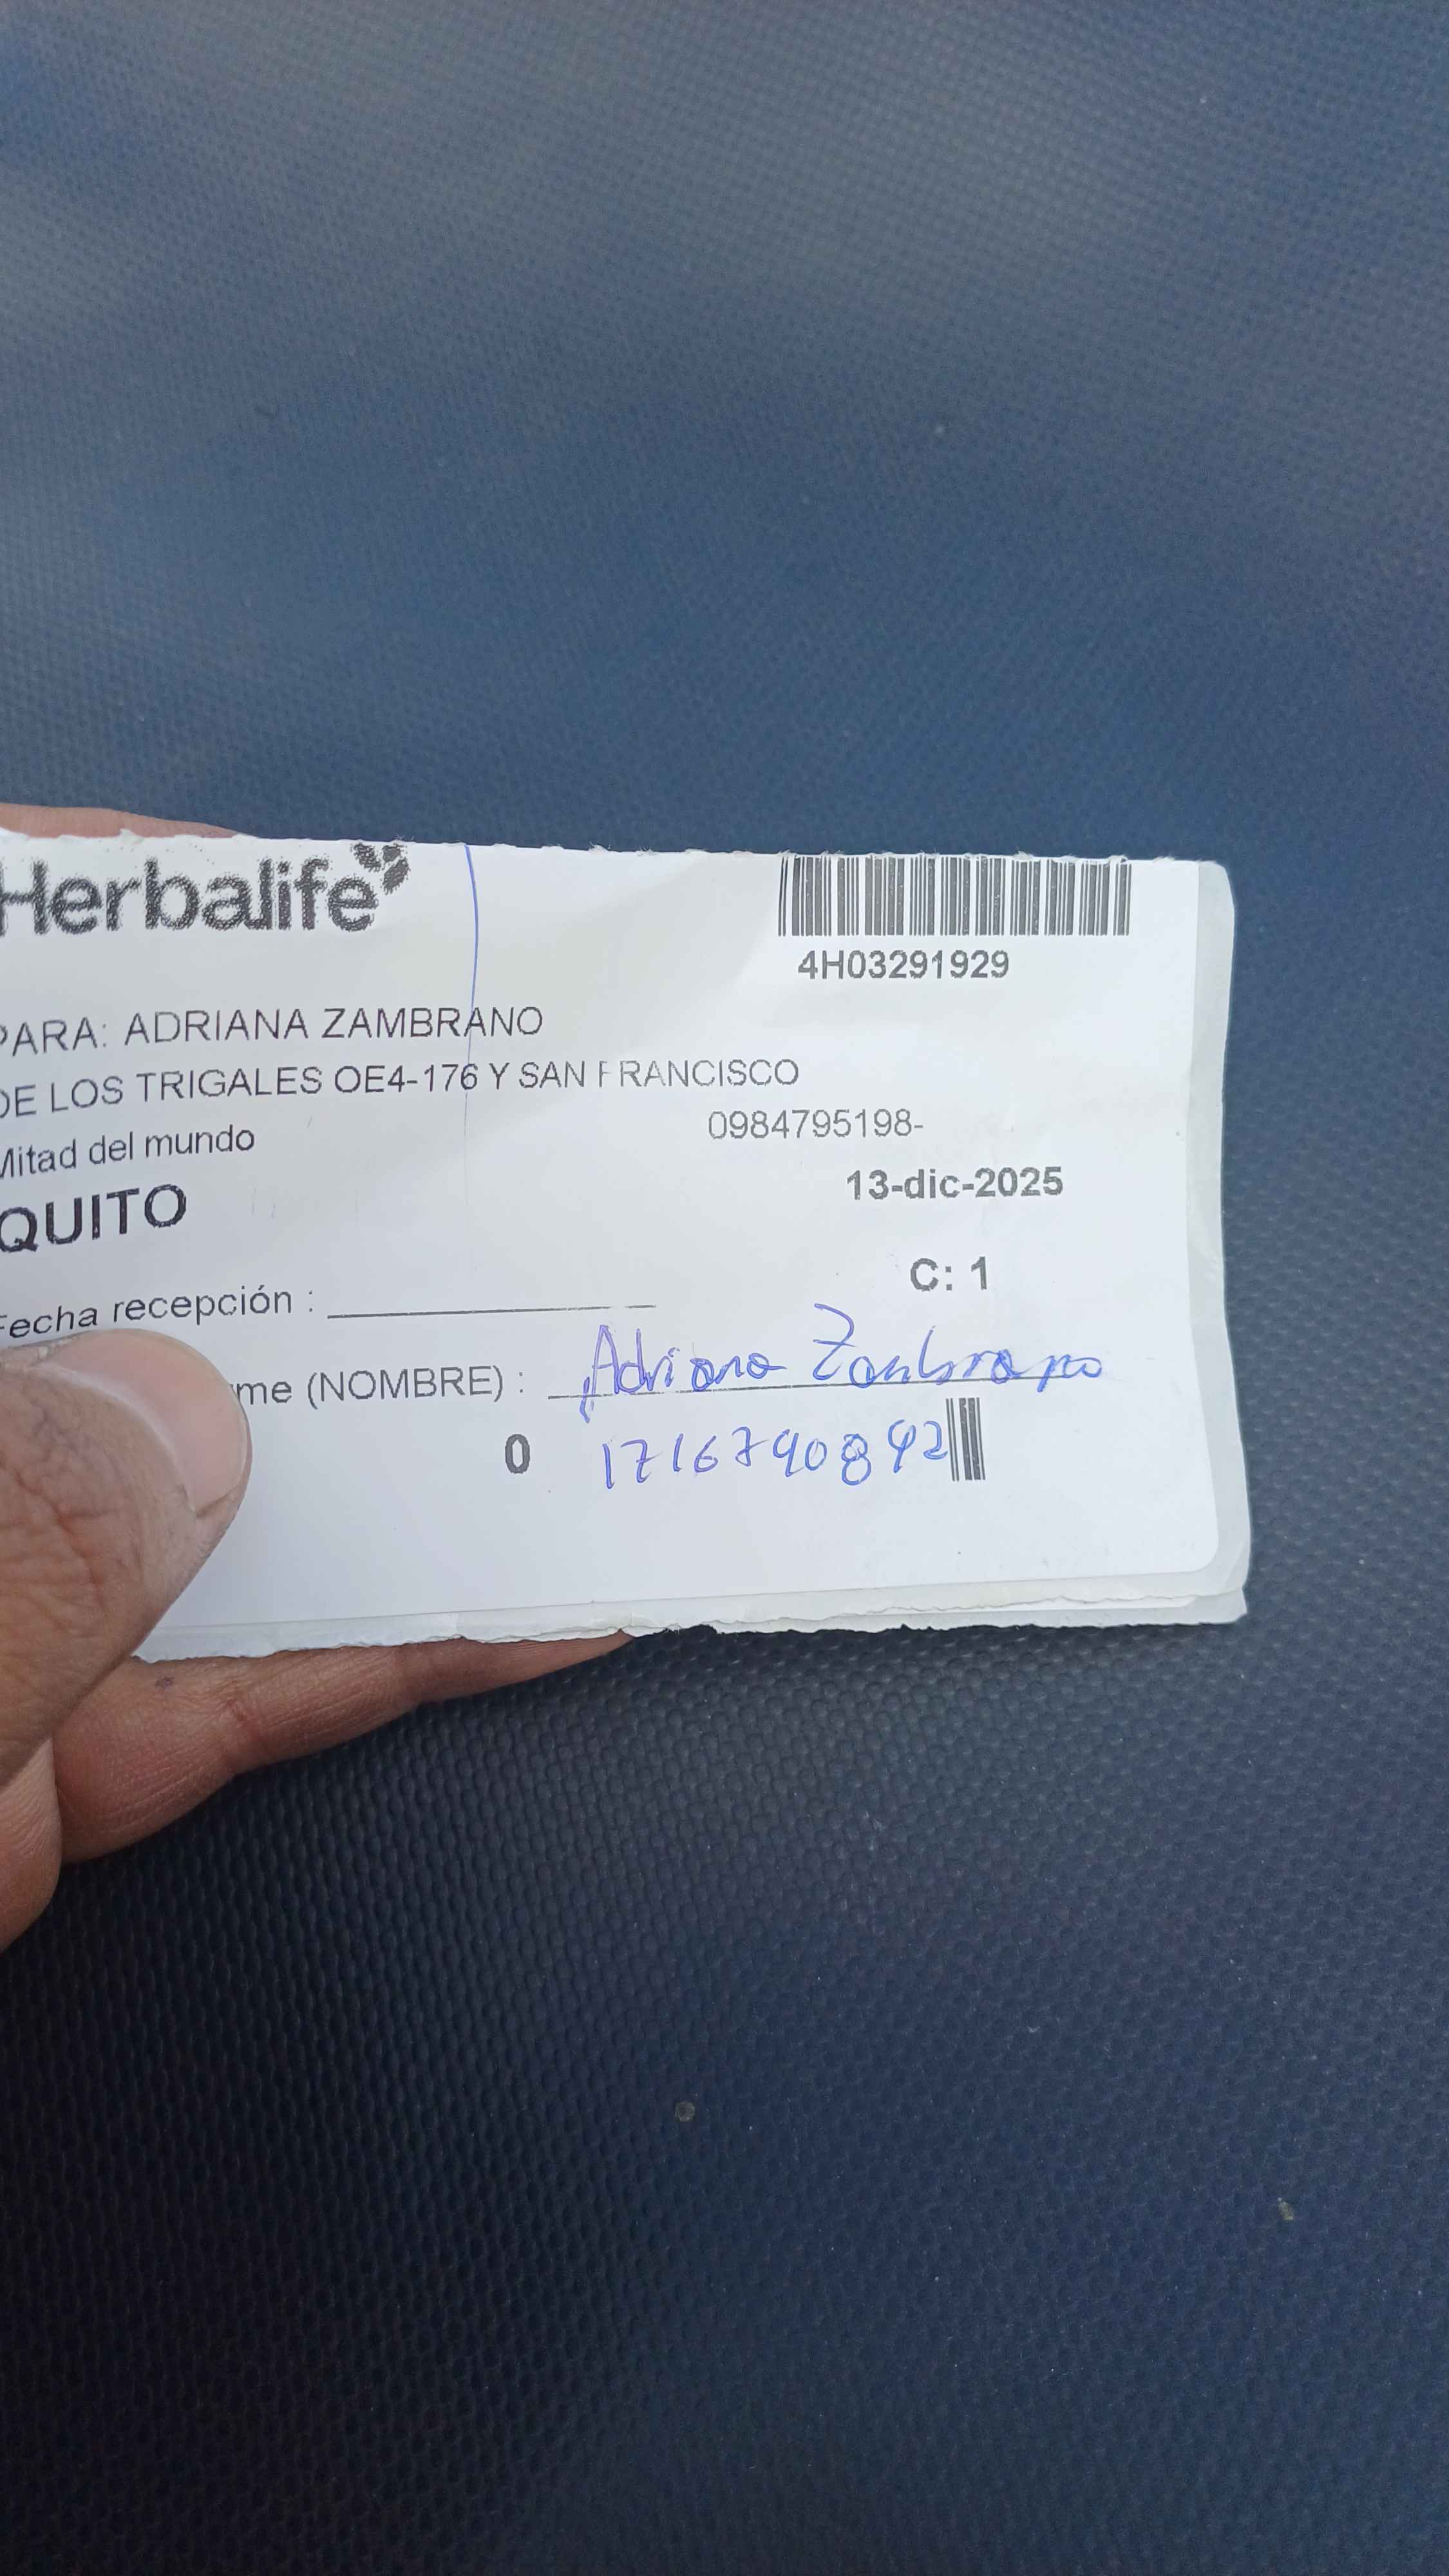 Herbalife
4H03291929
PARA: ADRIANA ZAMBRANO
DE LOS TRIGALES OE4-176 Y SAN FRANCISCO
0984795198-
Mitad del mundo
13-dic-2025
QUITO
C: 1
Fecha recepción :
me (NOMBRE) : Adriana Zambrano
0 1716790842